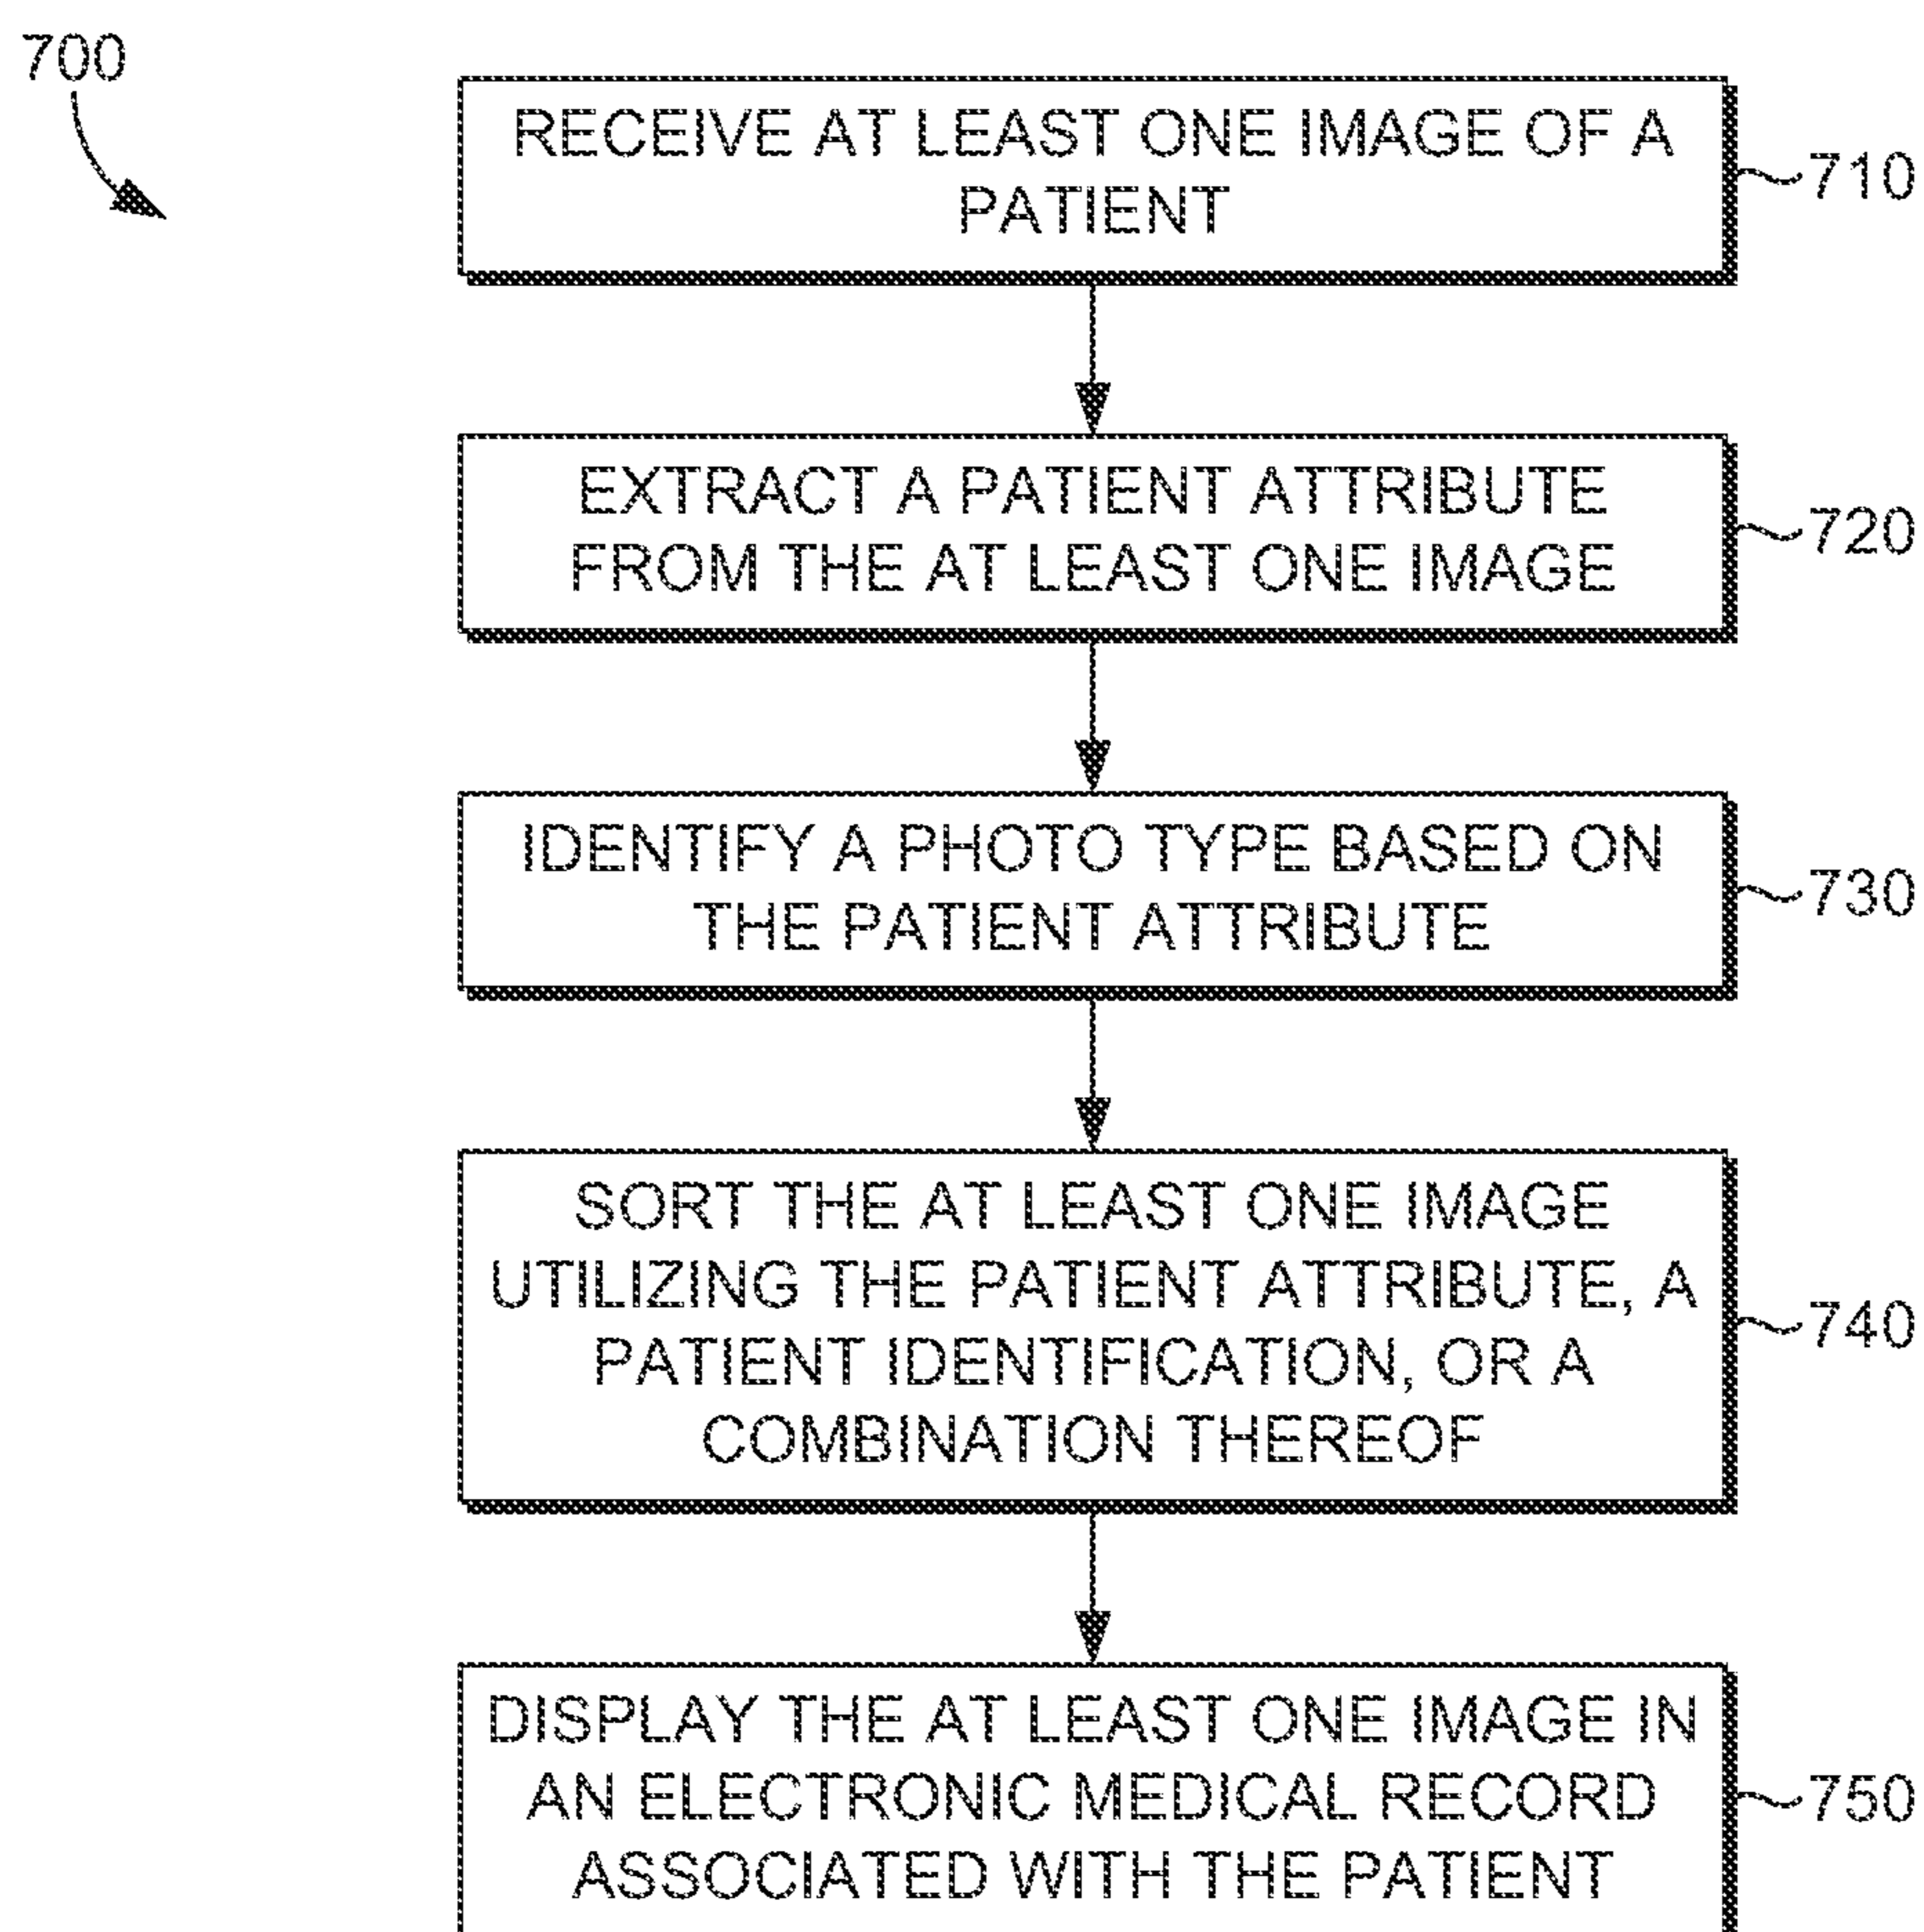 700
RECEIVE AT LEAST ONE IMAGE OF A
PATIENT
710
EXTRACT A PATIENT ATTRIBUTE
FROM THE AT LEAST ONE IMAGE
720
IDENTIFY A PHOTO TYPE BASED ON
THE PATIENT ATTRIBUTE
730
SORT THE AT LEAST ONE IMAGE
UTILIZING THE PATIENT ATTRIBUTE, A
PATIENT IDENTIFICATION, OR A
COMBINATION THEREOF
740
DISPLAY THE AT LEAST ONE IMAGE IN
AN ELECTRONIC MEDICAL RECORD
ASSOCIATED WITH THE PATIENT
750